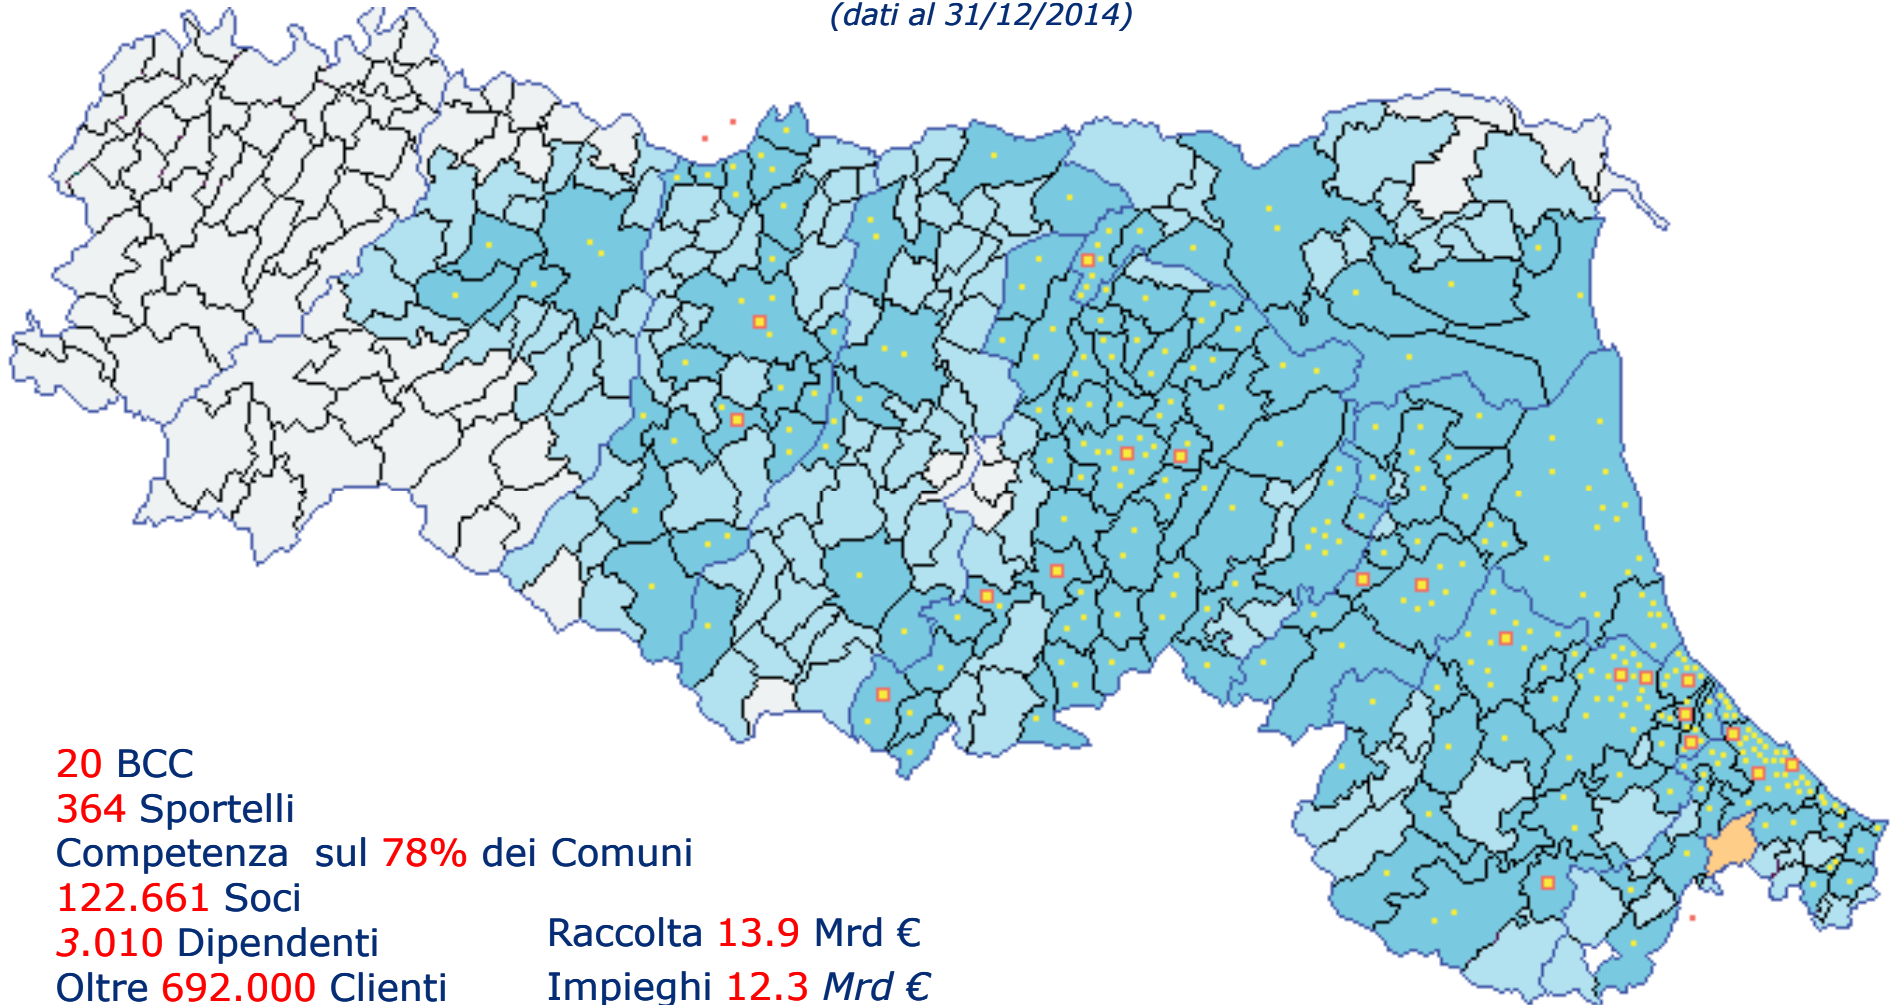 (dati al 31/12/2014)
20 BCC
364 Sportelli
Competenza sul 78% dei Comuni
122.661 Soci
3.010 Dipendenti
Oltre 692.000 Clienti
Raccolta 13.9 Mrd €
Impieghi 12.3 Mrd €